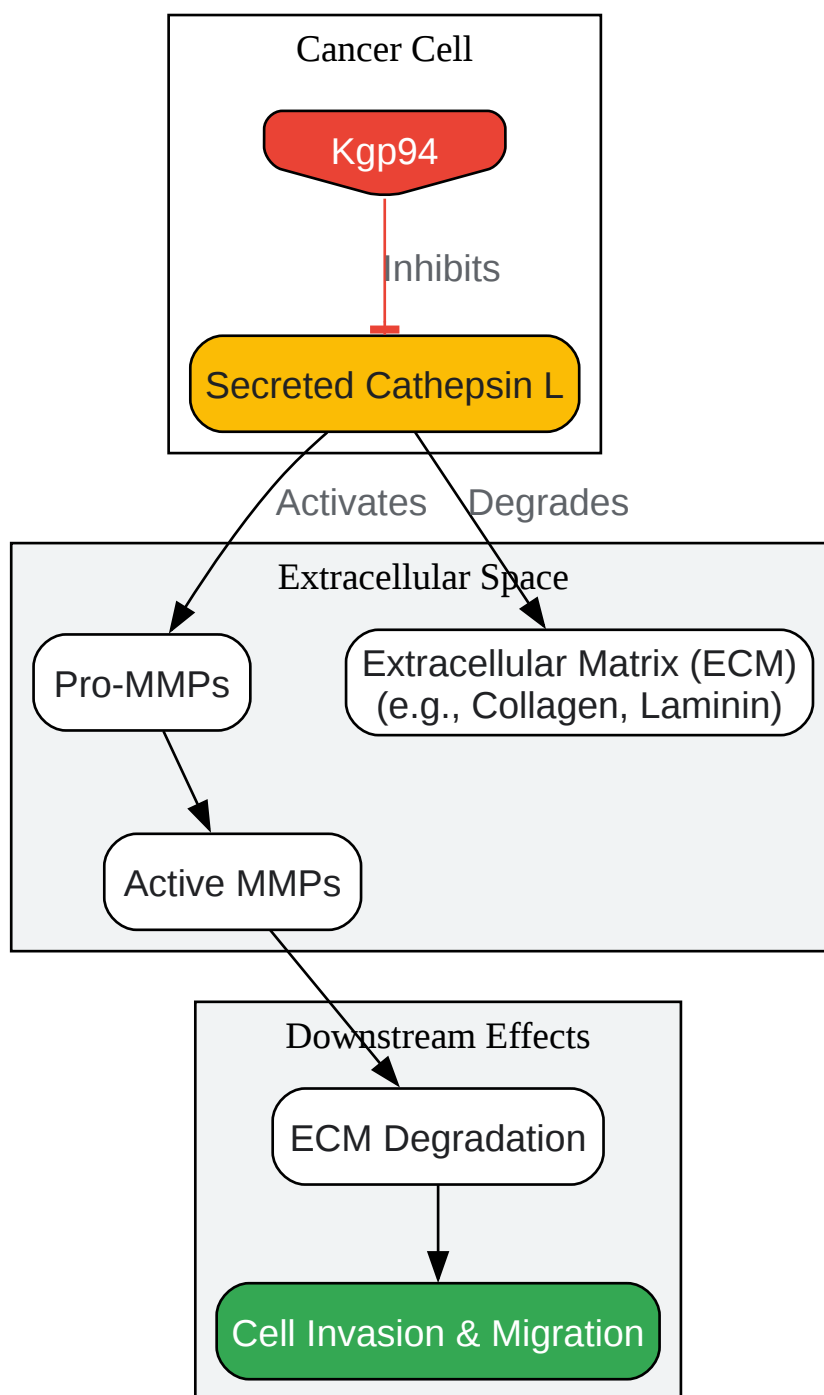 Cancer Cell
Kgp94
Inhibits
Secreted Cathepsin L
Activates
Degrades
Extracellular Space
Pro-MMPs
Extracellular Matrix (ECM)
(e.g., Collagen, Laminin)
Active MMPs
Downstream Effects
ECM Degradation
Cell Invasion & Migration